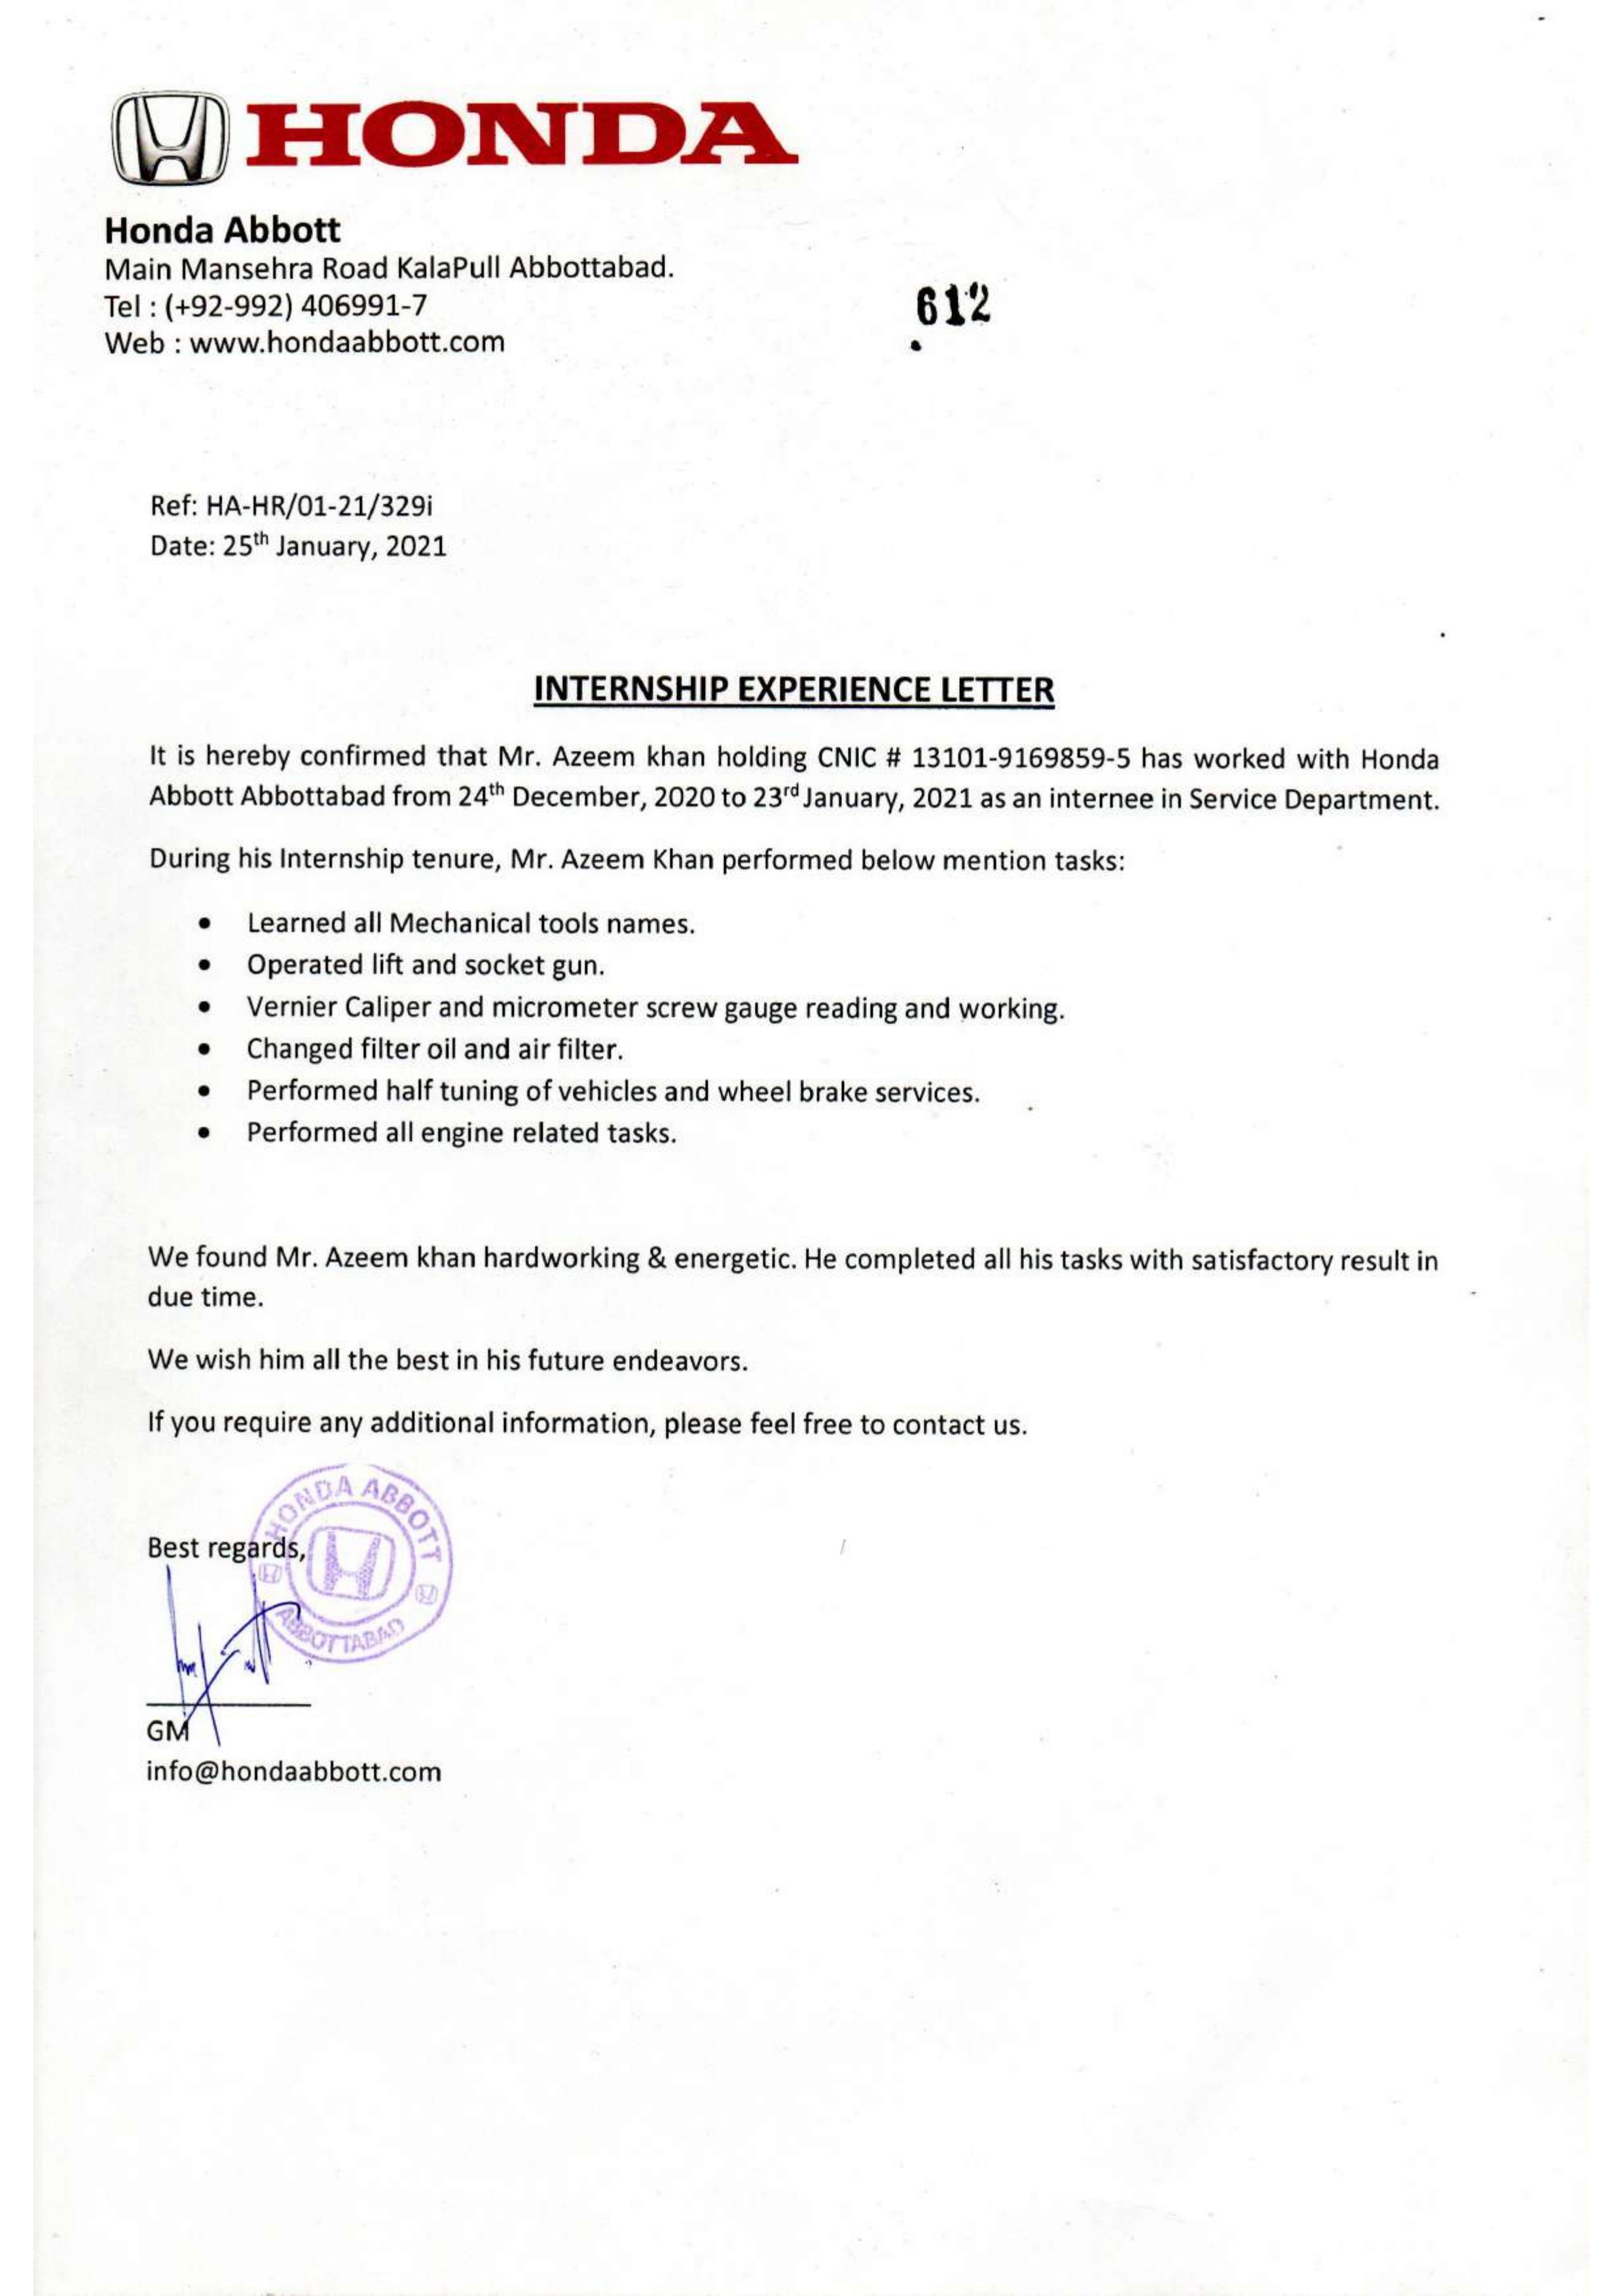 HONDA
Honda Abbott
Main Mansehra Road KalaPull Abbottabad.
Tel : (+92-992) 406991-7
Web : www.hondaabbott.com
612
Ref: HA-HR/01-21/329i
Date: 25th January, 2021
INTERNSHIP EXPERIENCE LETTER
It is hereby confirmed that Mr. Azeem khan holding CNIC # 13101-9169859-5 has worked with Honda
Abbott Abbottabad from 24th December, 2020 to 23rd January, 2021 as an internee in Service Department.
During his Internship tenure, Mr. Azeem Khan performed below mention tasks:
• Learned all Mechanical tools names.
• Operated lift and socket gun.
• Vernier Caliper and micrometer screw gauge reading and working.
• Changed filter oil and air filter.
• Performed half tuning of vehicles and wheel brake services.
• Performed all engine related tasks.
We found Mr. Azeem khan hardworking & energetic. He completed all his tasks with satisfactory result in
due time.
We wish him all the best in his future endeavors.
If you require any additional information, please feel free to contact us.
HONDA ABBOTT
ABBOTTABAD
Best regards,
GM
info@hondaabbott.com